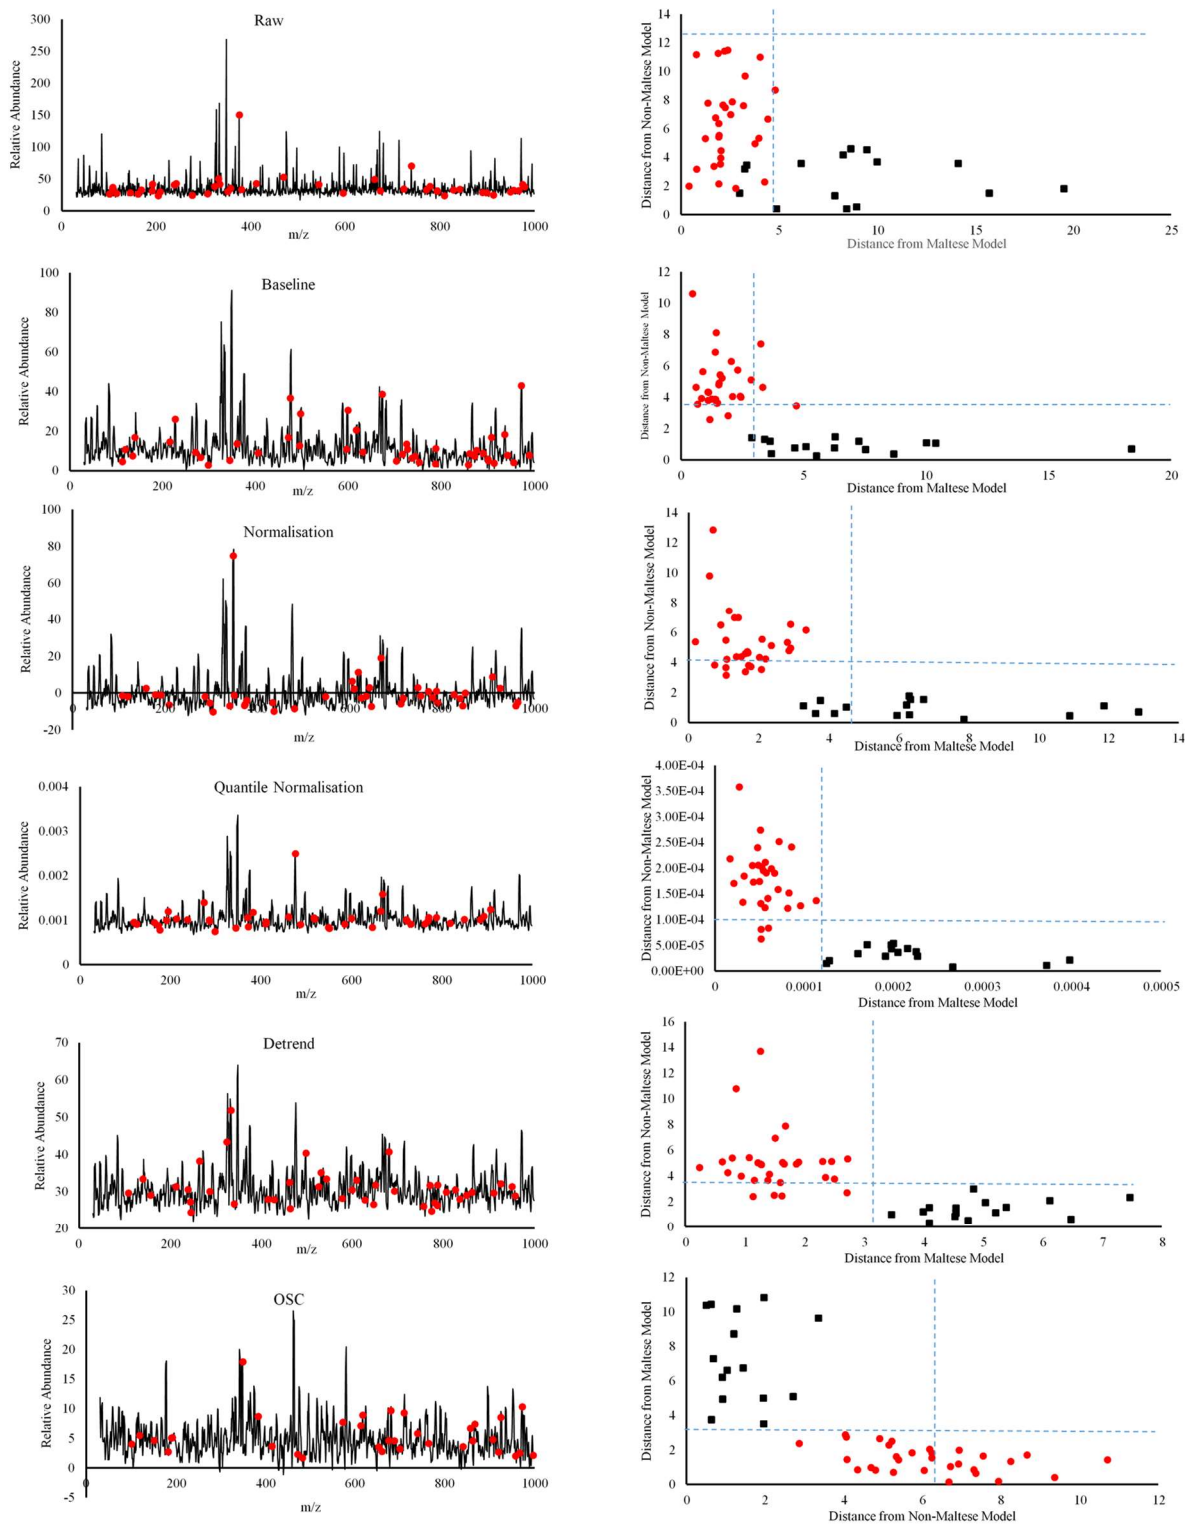 Raw
Relative Abundance
300
250
200
150
100
50
0
0 200 400 600 800 1000
m/z
Distance from Non-Maltese Model
14
12
10
8
6
4
2
0
0 5 10 15 20 25
Distance from Maltese Model
Baseline
Relative Abundance
100
80
60
40
20
0
0 200 400 600 800 1000
m/z
Distance from Non-Maltese Model
12
10
8
6
4
2
0
0 5 10 15 20
Distance from Maltese Model
Normalisation
Relative Abundance
100
80
60
40
20
0
-20
0 200 400 600 800 1000
m/z
Distance from Non-Maltese Model
14
12
10
8
6
4
2
0
0 2 4 6 8 10 12 14
Distance from Maltese Model
Quantile Normalisation
Relative Abundance
0.004
0.003
0.002
0.001
0
0 200 400 600 800 1000
m/z
Distance from Non-Maltese Model
4.00E-04
3.50E-04
3.00E-04
2.50E-04
2.00E-04
1.50E-04
1.00E-04
5.00E-05
0.00E+00
0 0.0001 0.0002 0.0003 0.0004 0.0005
Distance from Maltese Model
Detrend
Relative Abundance
70
60
50
40
30
20
0 200 400 600 800 1000
m/z
Distance from Non-Maltese Model
16
14
12
10
8
6
4
2
0
0 1 2 3 4 5 6 7 8
Distance from Maltese Model
OSC
Relative Abundance
30
25
20
15
10
5
0
-5
0 200 400 600 800 1000
m/z
Distance from Maltese Model
12
10
8
6
4
2
0
0 2 4 6 8 10 12
Distance from Non-Maltese Model